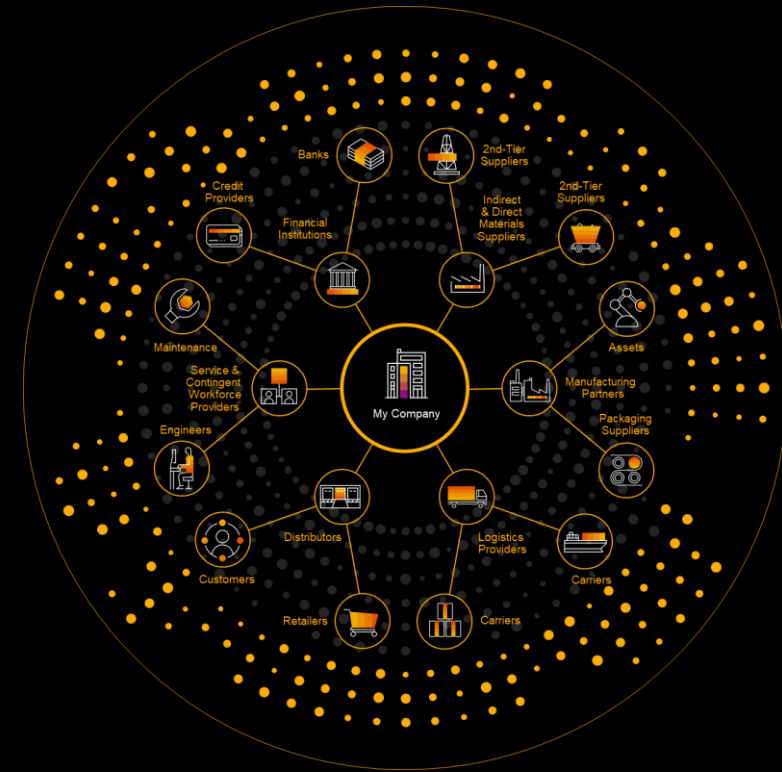 Banks
2nd-Tier
Suppliers
Credit
Providers
2nd-Tier
Suppliers
Financial
Institutions
Indirect
& Direct
Materials
Suppliers
Maintenance
Assets
Service &
Contingent
Workforce
Providers
My Company
Manufacturing
Partners
Engineers
Packaging
Suppliers
Distributors
Logistics
Providers
Customers
Carriers
Retailers
Carriers